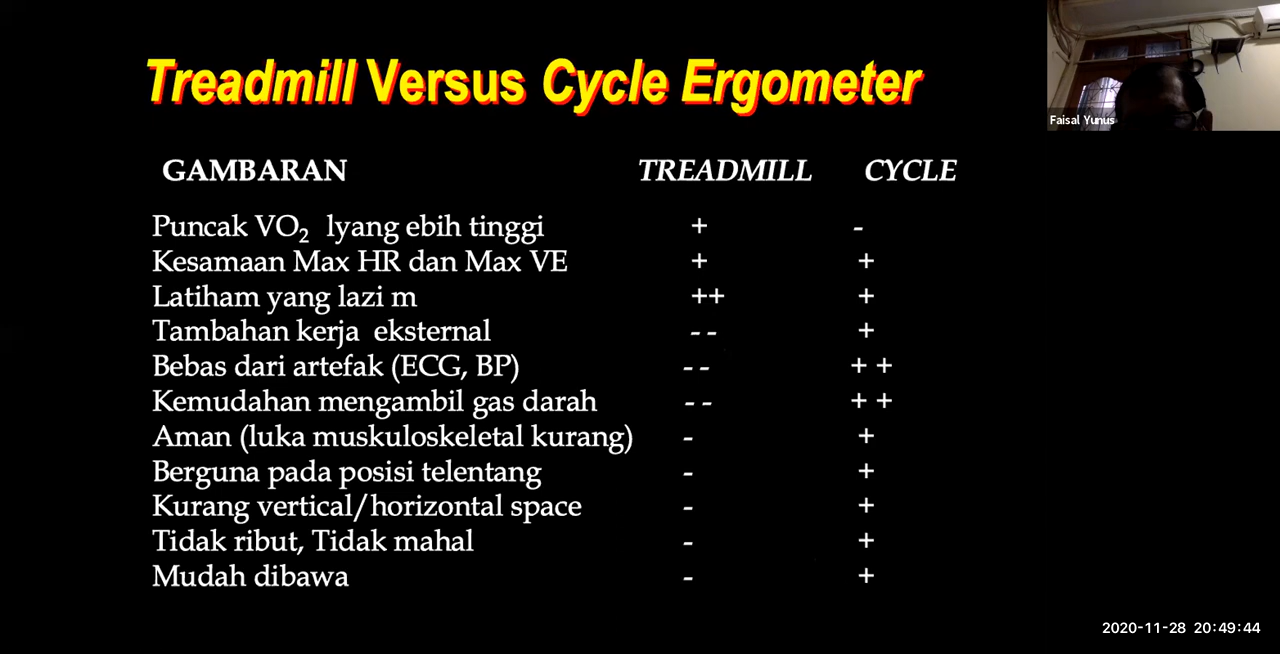 Treadmill Versus Cycle Ergometer
Faisal Yunus
GAMBARAN TREADMILL CYCLE
Puncak VO₂ lyang ebih tinggi + -
Kesamaan Max HR dan Max VE + +
Latiham yang lazi m ++ +
Tambahan kerja eksternal -- +
Bebas dari artefak (ECG, BP) -- ++
Kemudahan mengambil gas darah -- ++
Aman (luka muskuloskeletal kurang) - +
Berguna pada posisi telentang - +
Kurang vertical/horizontal space - +
Tidak ribut, Tidak mahal - +
Mudah dibawa - +
2020-11-28 20:49:44